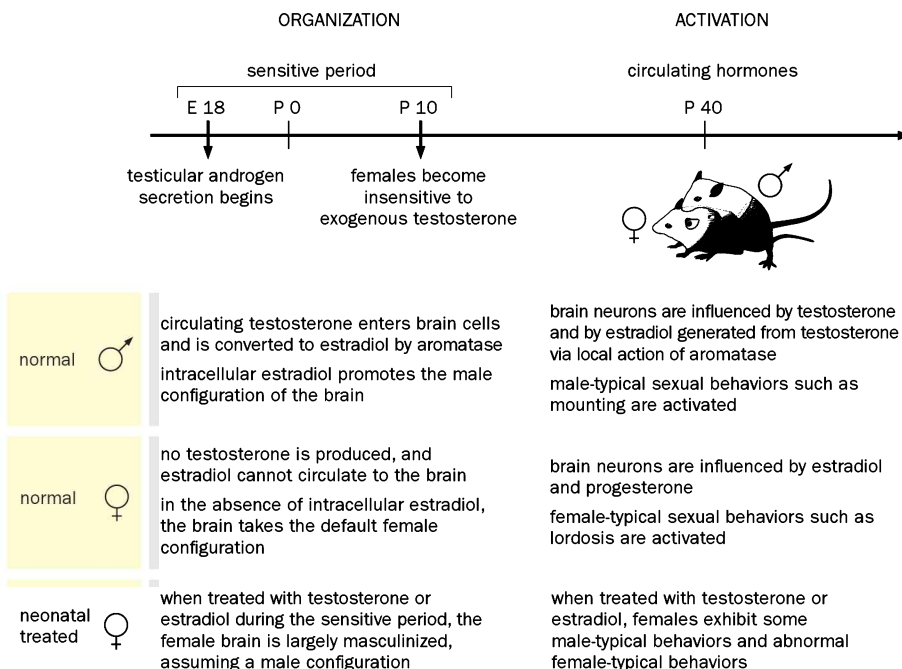 ORGANIZATION
ACTIVATION
sensitive period
circulating hormones
E 18
P 0
P 10
P 40
testicular androgen
secretion begins
females become
insensitive to
exogenous testosterone
normal
circulating testosterone enters brain cells
and is converted to estradiol by aromatase
intracellular estradiol promotes the male
configuration of the brain
brain neurons are influenced by testosterone
and by estradiol generated from testosterone
via local action of aromatase
male-typical sexual behaviors such as
mounting are activated
normal
no testosterone is produced, and
estradiol cannot circulate to the brain
in the absence of intracellular estradiol,
the brain takes the default female
configuration
brain neurons are influenced by estradiol
and progesterone
female-typical sexual behaviors such as
lordosis are activated
neonatal
treated
when treated with testosterone or
estradiol during the sensitive period, the
female brain is largely masculinized,
assuming a male configuration
when treated with testosterone or
estradiol, females exhibit some
male-typical behaviors and abnormal
female-typical behaviors